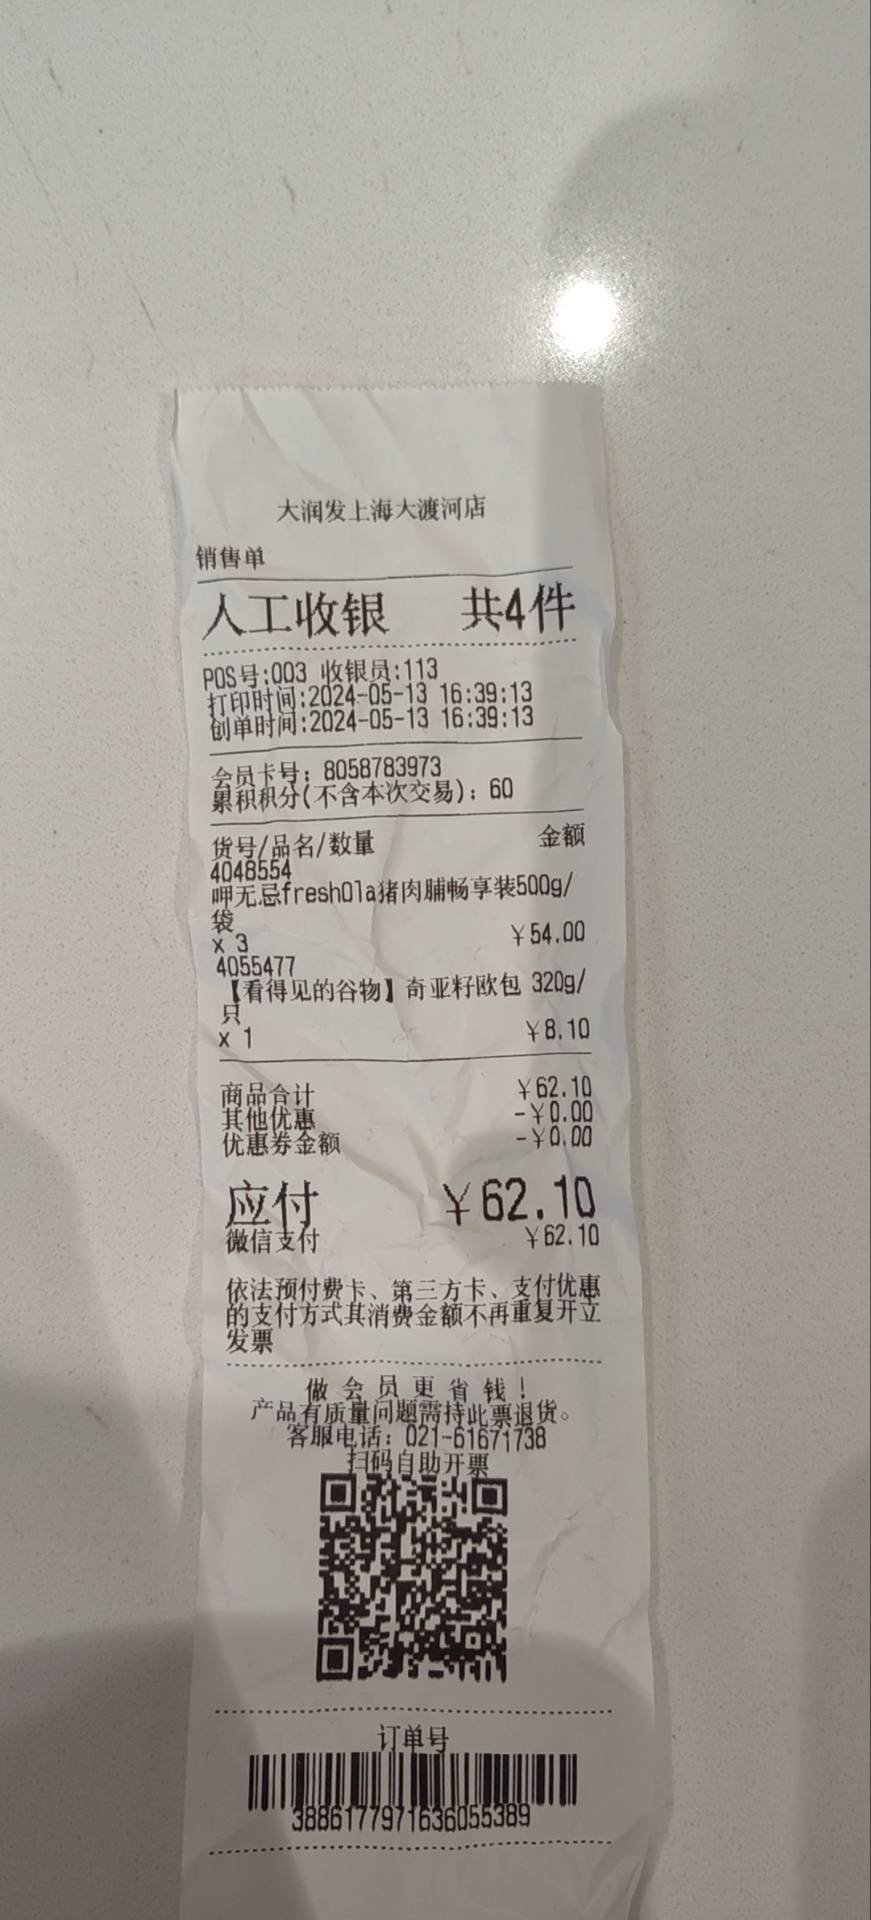 大润发上海大渡河店
销售单
人工收银 共4件
POS号:003 收银员:113
打印时间:2024-05-13 16:39:13
创单时间:2024-05-13 16:39:13
会员卡号: 8058783973
累积积分(不含本次交易): 60
货号/品名/数量 金额
4048554
呷无忌freshOla猪肉脯畅享装500g/
袋
x 3 ￥54.00
4055477
【看得见的谷物】奇亚籽欧包 320g/
只
x 1 ￥8.10
商品合计 ￥62.10
其他优惠 -￥0.00
优惠券金额 -￥0.00
应付 ￥62.10
微信支付 ￥62.10
依法预付费卡、第三方卡、支付优惠
的支付方式其消费金额不再重复开立
发票
做会员更省钱!
产品有质量问题需持此票退货。
客服电话: 021-61671738
扫码自助开票
订单号
3886177971636055389